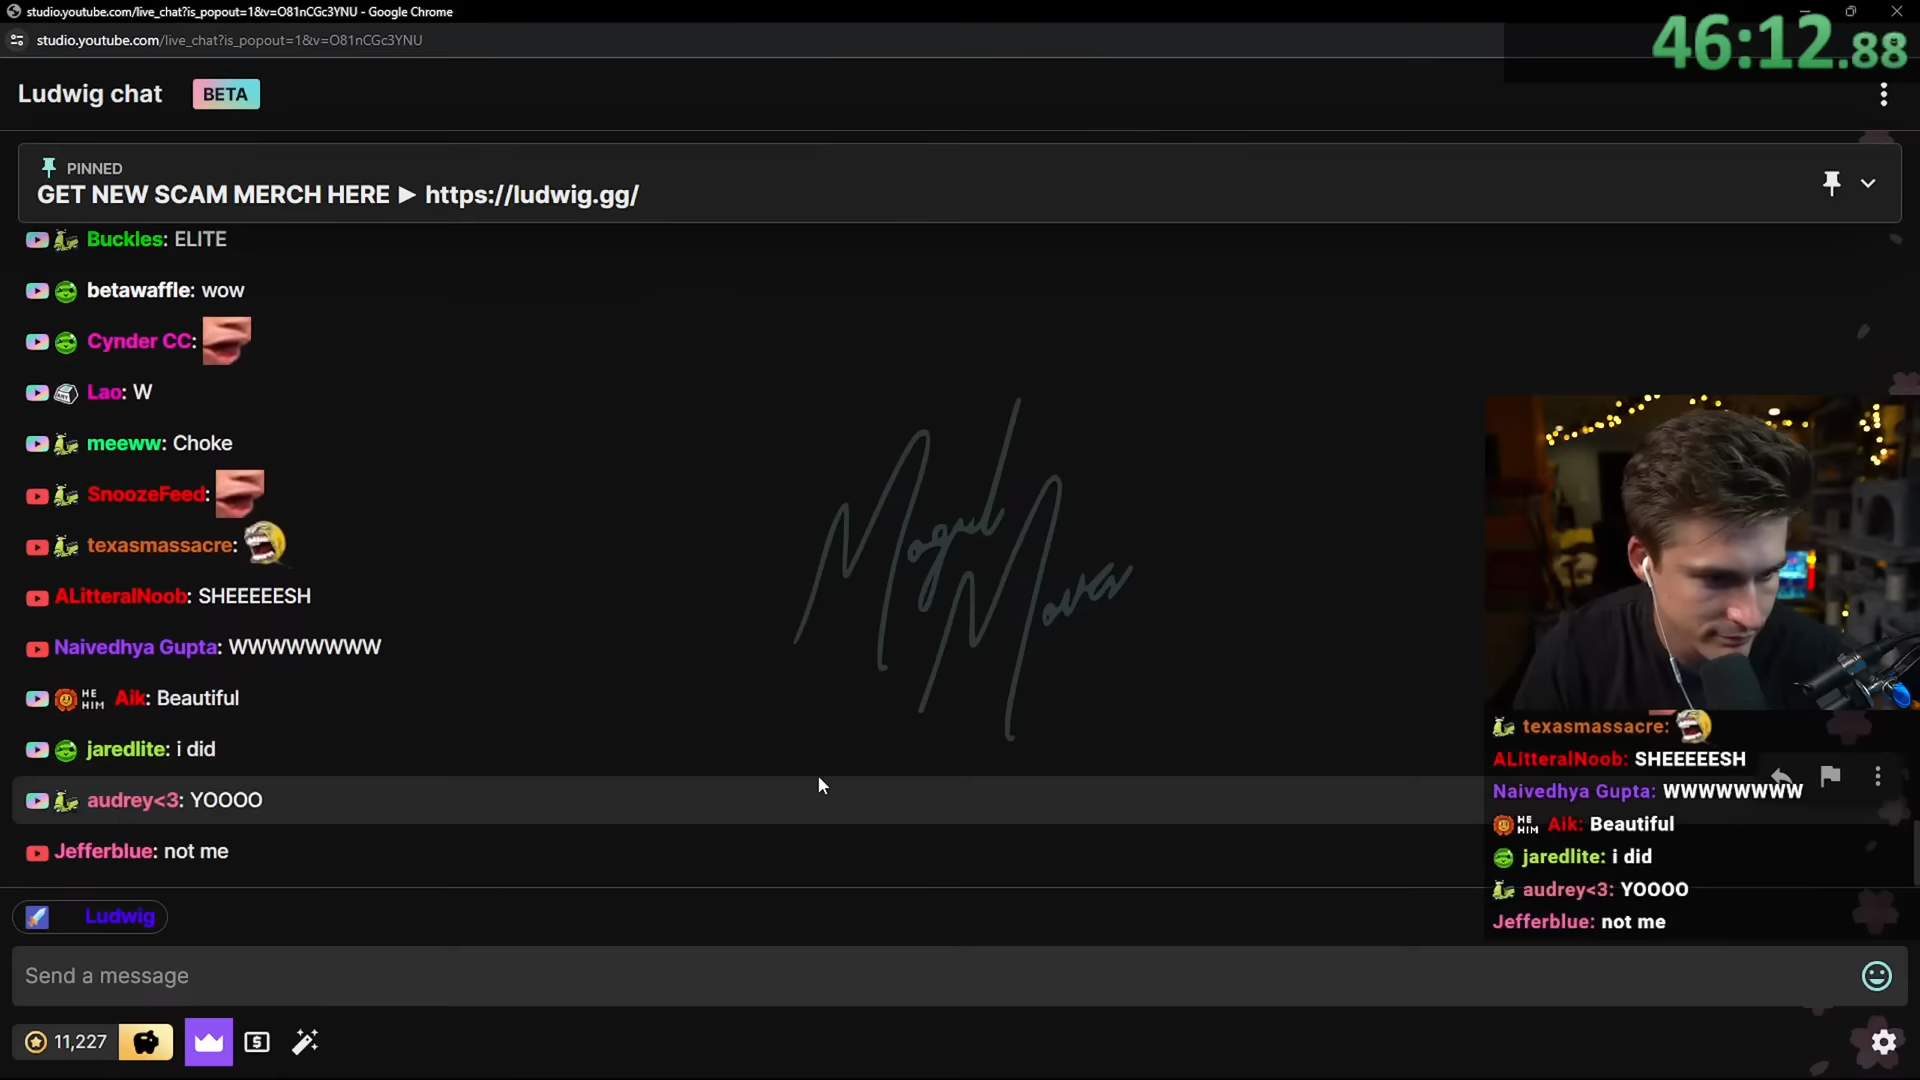 studio.youtube.com/live_chat?is_popout=1&v=O81nCGc3YNU - Google Chrome
studio.youtube.com/live_chat?is_popout=1&v=O81nCGc3YNU
46:12.88
Ludwig chat BETA
PINNED
GET NEW SCAM MERCH HERE ► https://ludwig.gg/
Buckles: ELITE
betawaffle: wow
Cynder CC:
Lao: W
meeww: Choke
SnoozeFeed:
texasmassacre:
ALitteralNoob: SHEEEEESH
Naivedhya Gupta: WWWWWWWW
HE HIM Aik: Beautiful
jaredlite: i did
audrey<3: YOOOO
Jefferblue: not me
Mogul Moves
texasmassacre:
ALitteralNoob: SHEEEEESH
Naivedhya Gupta: WWWWWWWW
HE HIM Aik: Beautiful
jaredlite: i did
audrey<3: YOOOO
Jefferblue: not me
Ludwig
Send a message
11,227